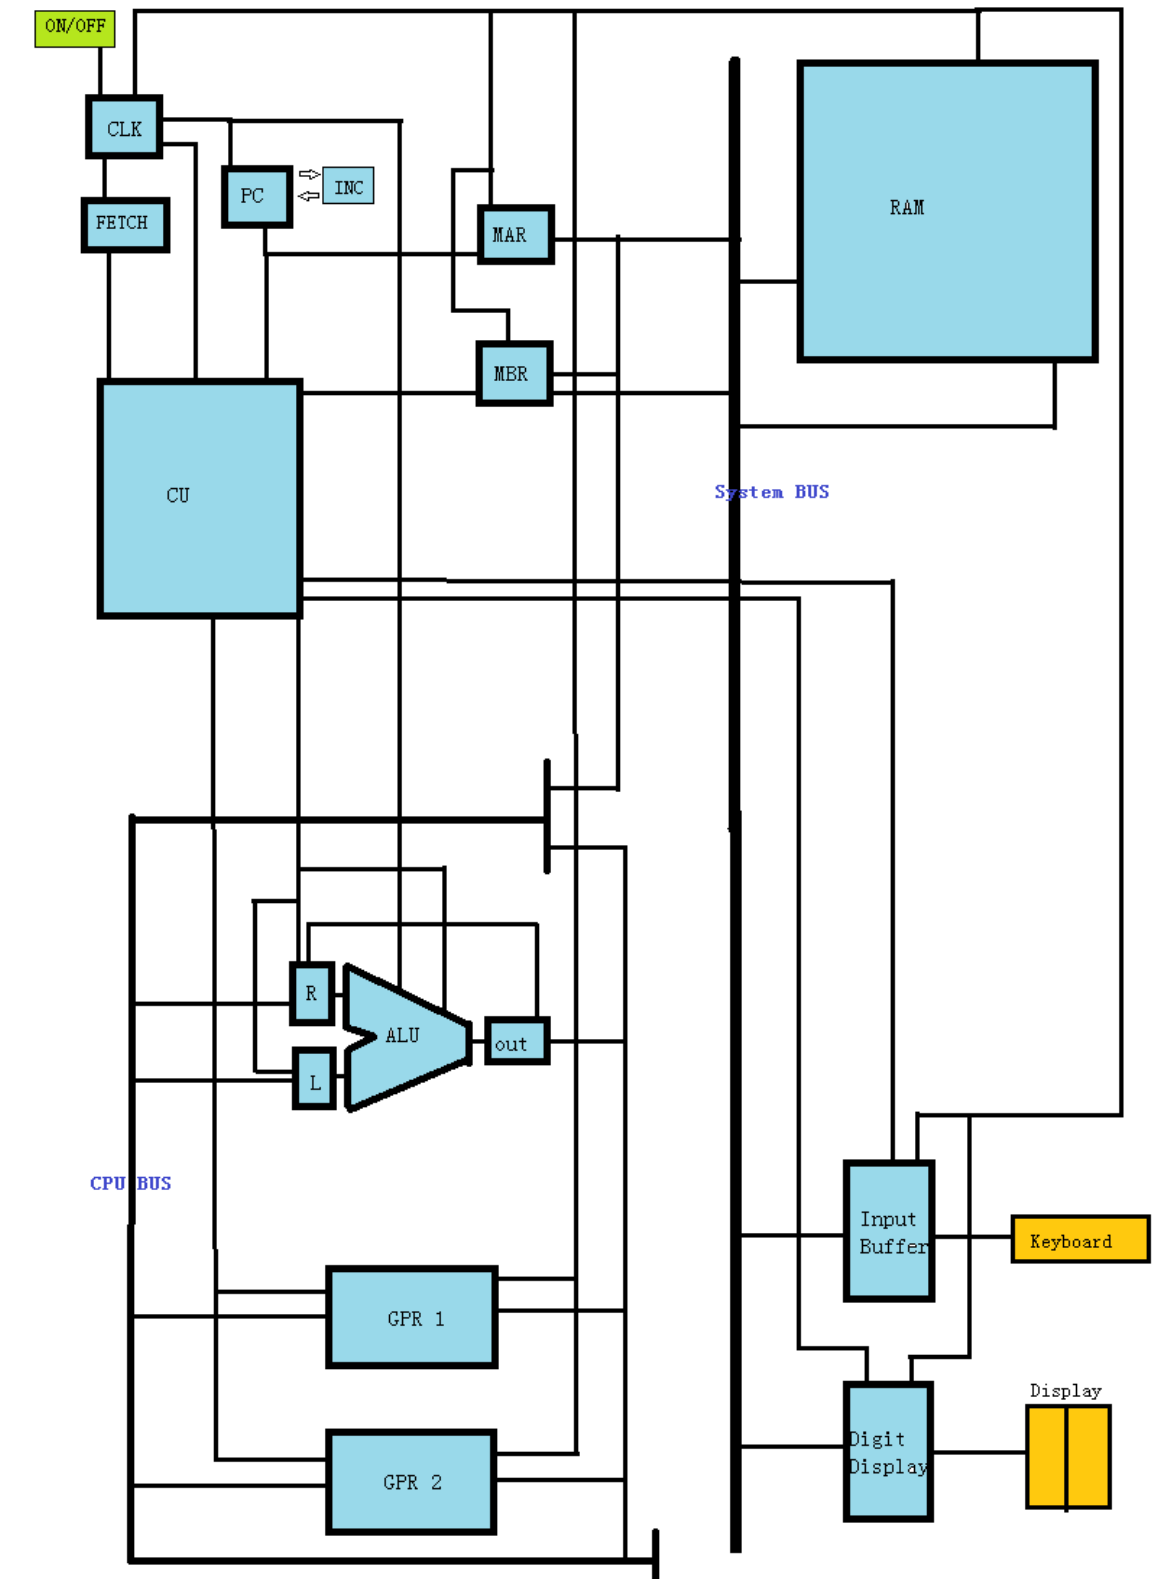 ON/OFF
CLK
PC
INC
FETCH
MAR
RAM
MBR
CU
System BUS
R
ALU
out
L
CPU BUS
Input
Buffer
Keyboard
GPR 1
Display
Digit
Display
GPR 2